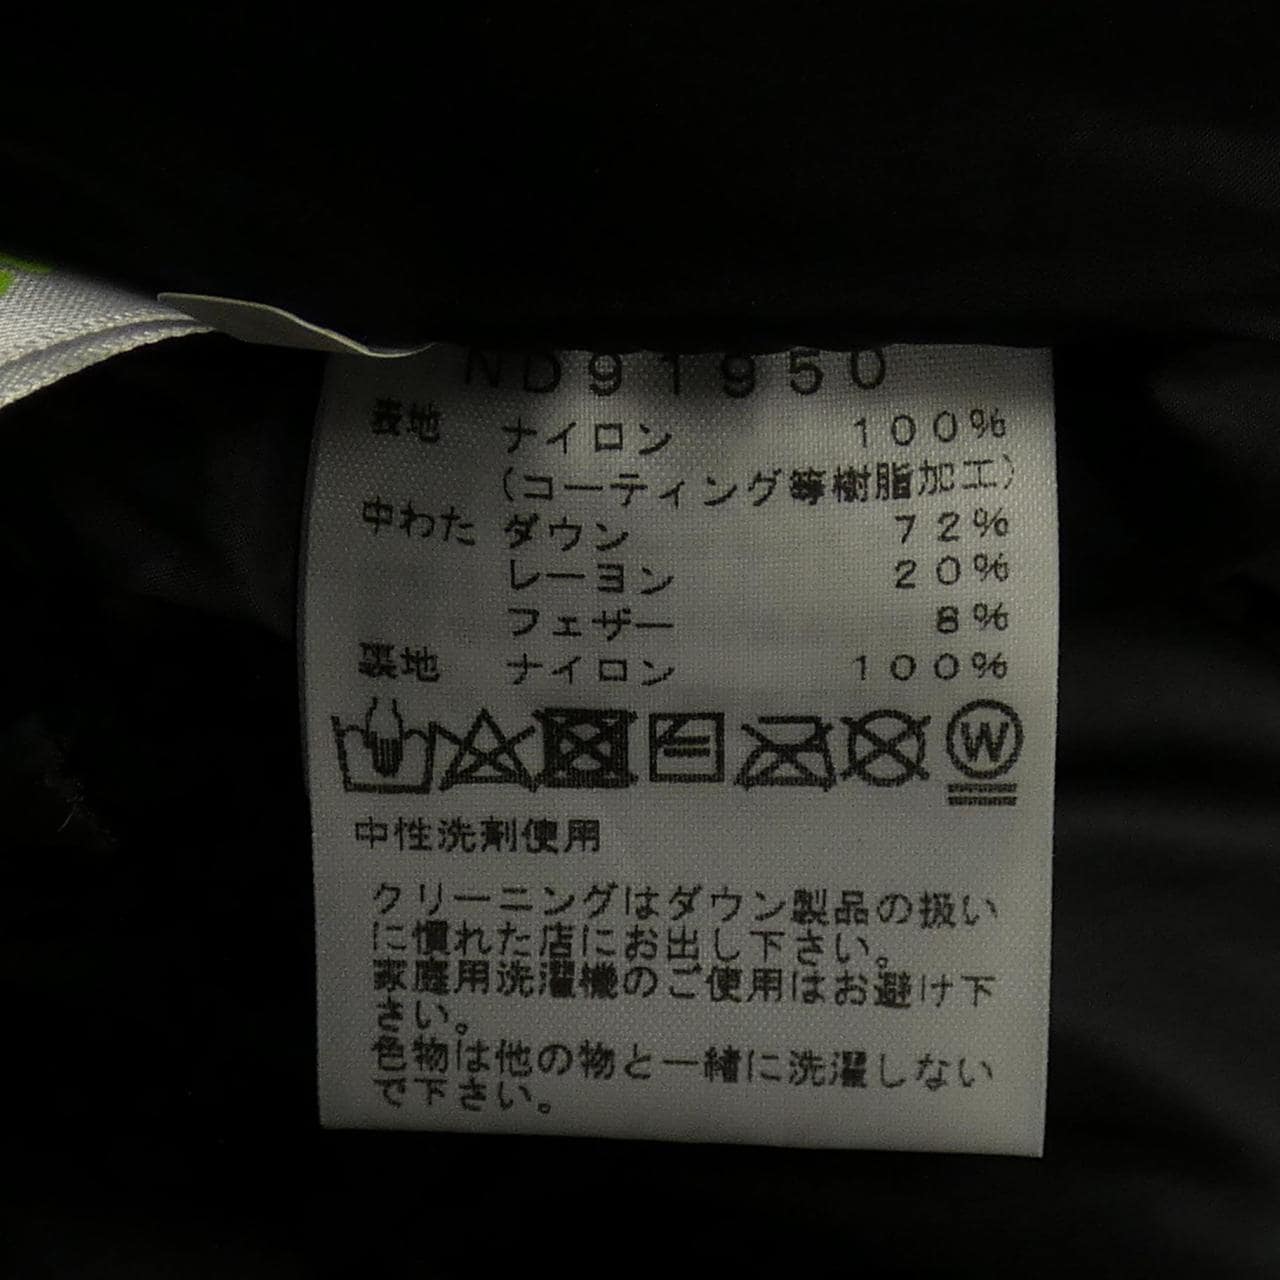 ND91950
表地 ナイロン 100%
(コーティング等樹脂加工)
中わた ダウン 72%
レーヨン 20%
フェザー 8%
裏地 ナイロン 100%
W
中性洗剤使用
クリーニングはダウン製品の扱い
に慣れた店にお出し下さい。
家庭用洗濯機のご使用はお避け下
さい。
色物は他の物と一緒に洗濯しない
で下さい。